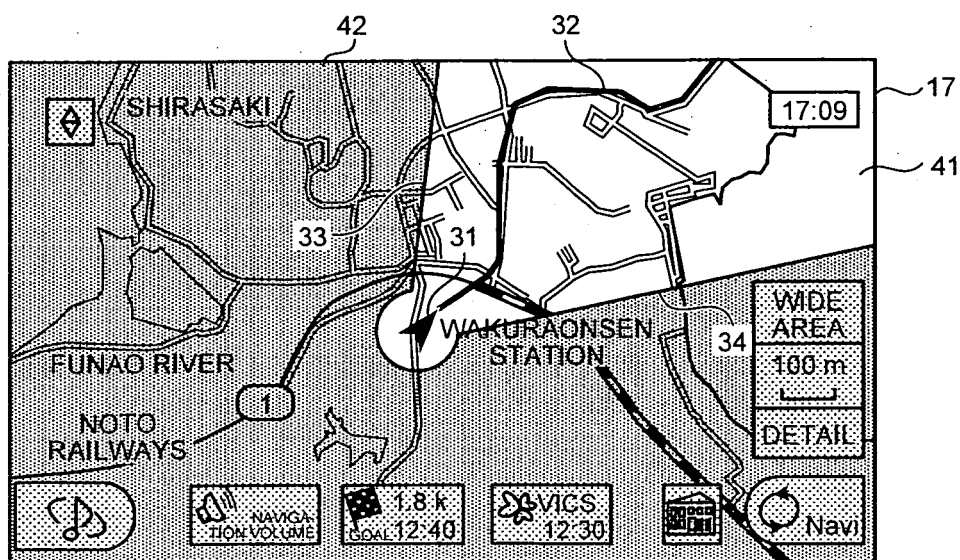 42
32
17
SHIRASAKI
17:09
41
33
31
WAKURAONSEN
STATION
34
WIDE
AREA
100 m
DETAIL
FUNAO RIVER
1
NOTO
RAILWAYS
NAVIGA
TION VOLUME
1.8 k
GOAL 12:40
VICS
12:30
Navi